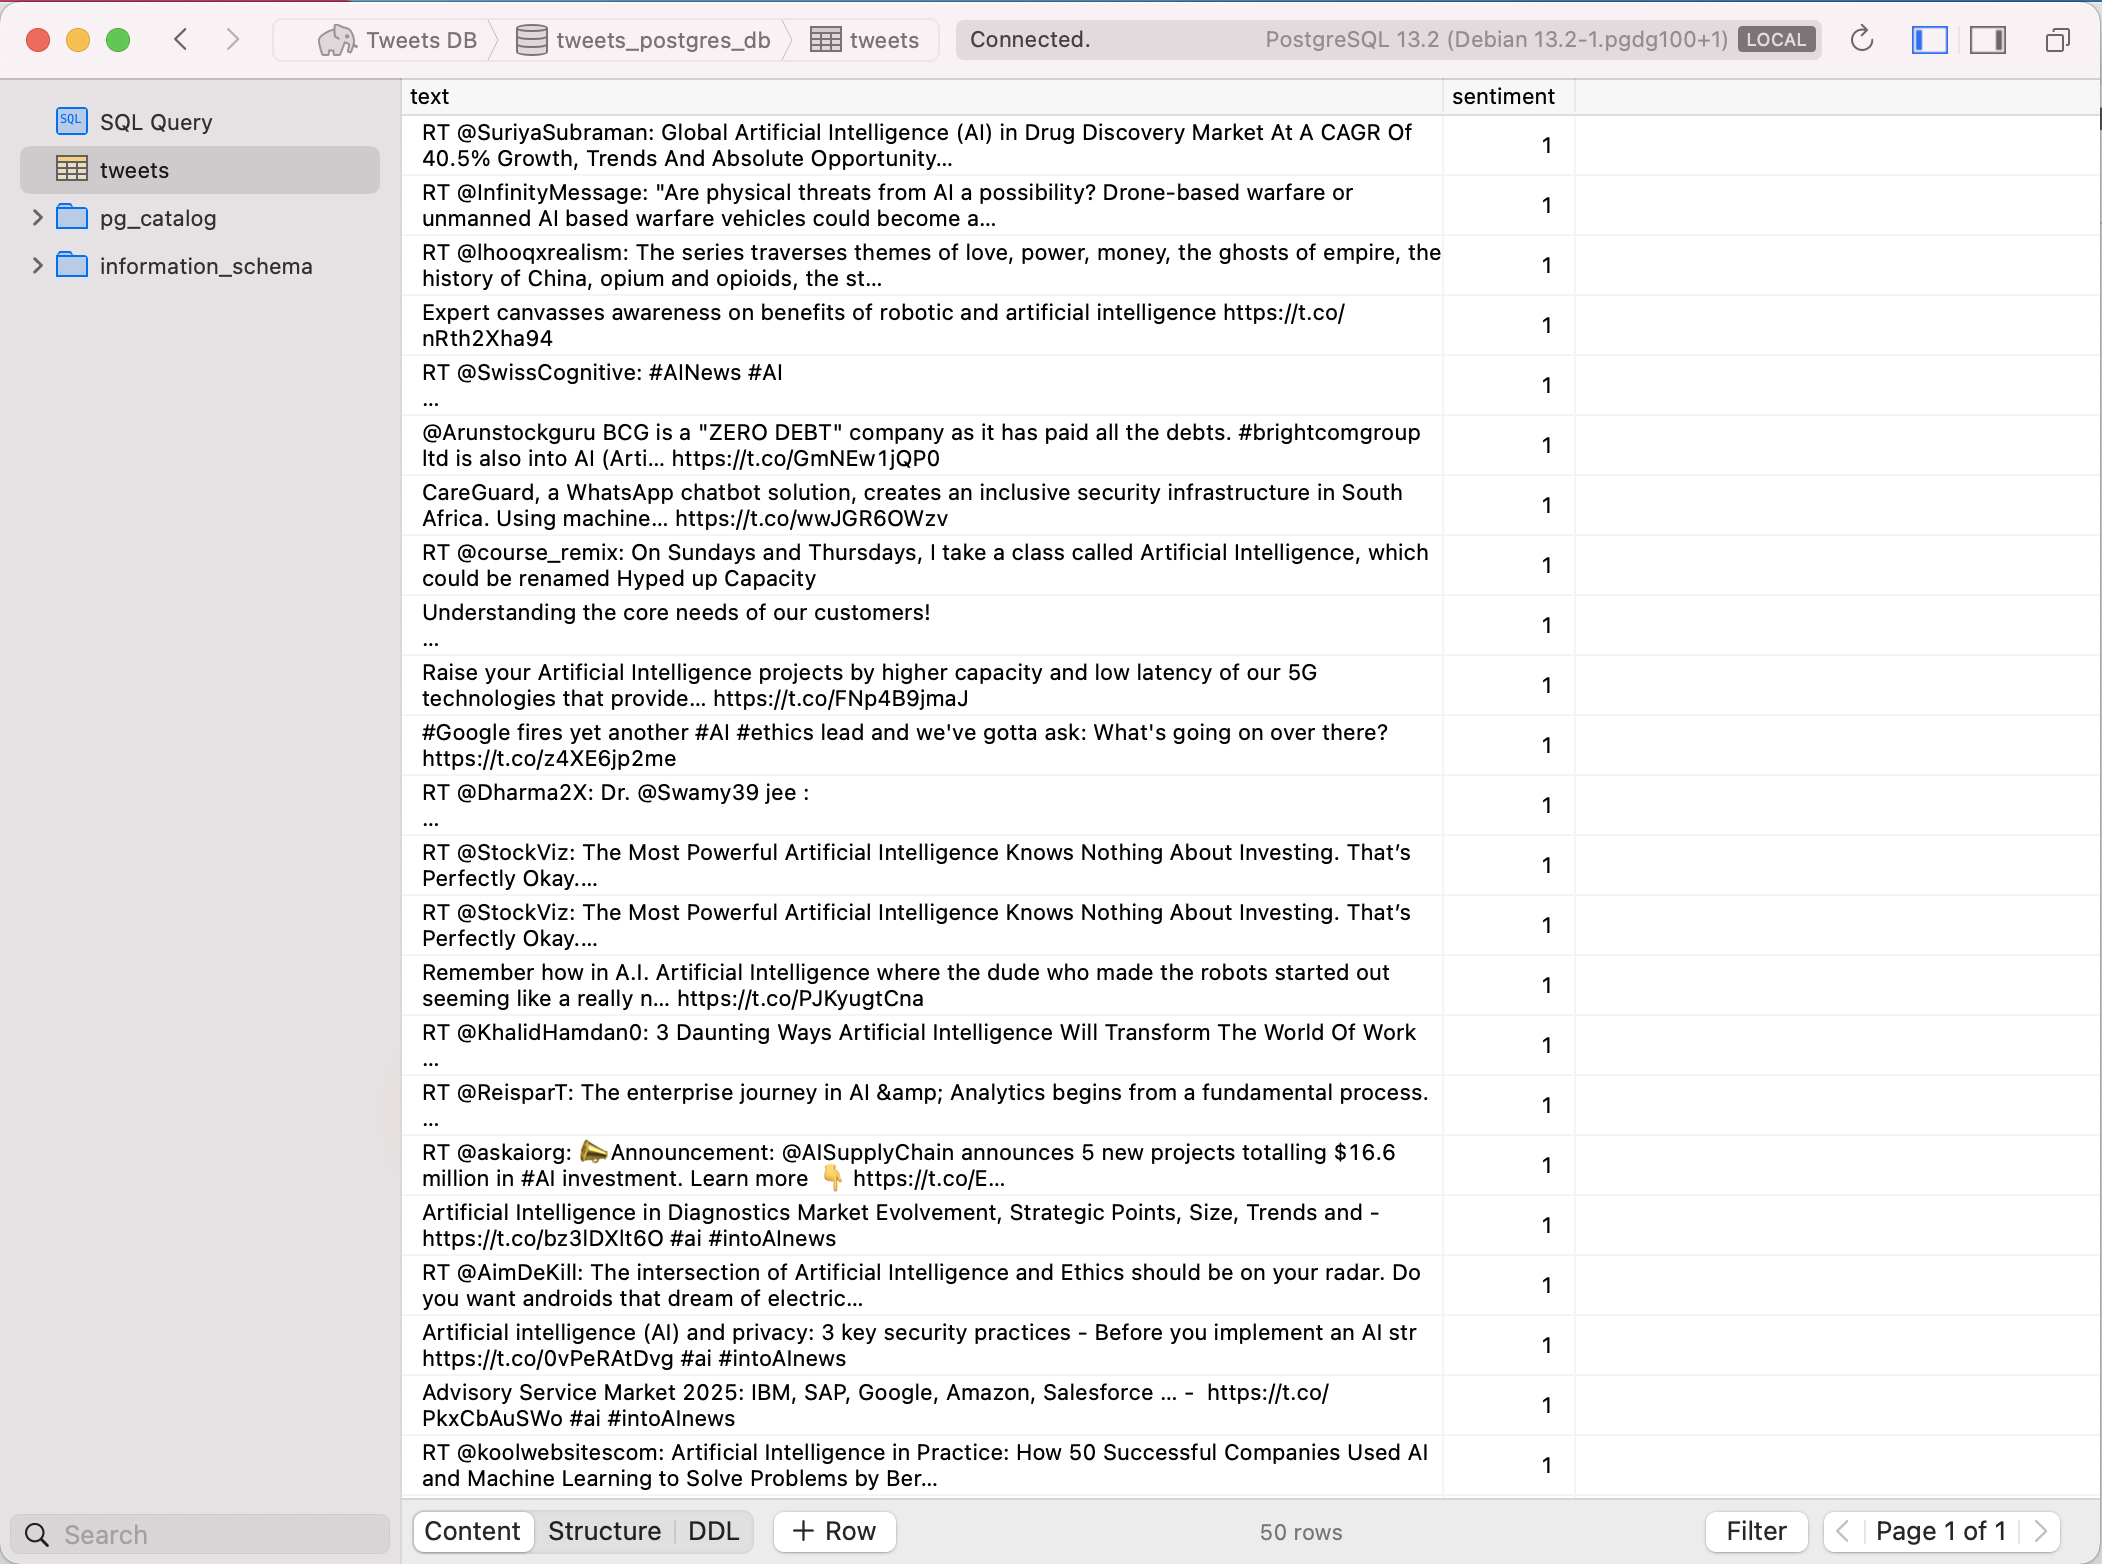 Tweets DB
tweets_postgres_db
tweets
Connected.
PostgreSQL 13.2 (Debian 13.2-1.pgdg100+1)
LOCAL
SQL
SQL Query
tweets
pg_catalog
information_schema
text
sentiment
RT @SuriyaSubraman: Global Artificial Intelligence (AI) in Drug Discovery Market At A CAGR Of
40.5% Growth, Trends And Absolute Opportunity…
1
RT @InfinityMessage: "Are physical threats from AI a possibility? Drone-based warfare or
unmanned AI based warfare vehicles could become a…
1
RT @lhooqxrealism: The series traverses themes of love, power, money, the ghosts of empire, the
history of China, opium and opioids, the st…
1
Expert canvasses awareness on benefits of robotic and artificial intelligence https://t.co/
nRth2Xha94
1
RT @SwissCognitive: #AINews #AI
…
1
@Arunstockguru BCG is a "ZERO DEBT" company as it has paid all the debts. #brightcomgroup
ltd is also into AI (Arti… https://t.co/GmNEw1jQP0
1
CareGuard, a WhatsApp chatbot solution, creates an inclusive security infrastructure in South
Africa. Using machine… https://t.co/wwJGR6OWzv
1
RT @course_remix: On Sundays and Thursdays, I take a class called Artificial Intelligence, which
could be renamed Hyped up Capacity
1
Understanding the core needs of our customers!
…
1
Raise your Artificial Intelligence projects by higher capacity and low latency of our 5G
technologies that provide… https://t.co/FNp4B9jmaJ
1
#Google fires yet another #AI #ethics lead and we've gotta ask: What's going on over there?
https://t.co/z4XE6jp2me
1
RT @Dharma2X: Dr. @Swamy39 jee :
…
1
RT @StockViz: The Most Powerful Artificial Intelligence Knows Nothing About Investing. That’s
Perfectly Okay.…
1
RT @StockViz: The Most Powerful Artificial Intelligence Knows Nothing About Investing. That’s
Perfectly Okay.…
1
Remember how in A.I. Artificial Intelligence where the dude who made the robots started out
seeming like a really n… https://t.co/PJKyugtCna
1
RT @KhalidHamdan0: 3 Daunting Ways Artificial Intelligence Will Transform The World Of Work
…
1
RT @ReisparT: The enterprise journey in AI &amp; Analytics begins from a fundamental process.
…
1
RT @askaiorg: 📣Announcement: @AISupplyChain announces 5 new projects totalling $16.6
million in #AI investment. Learn more 👇 https://t.co/E…
1
Artificial Intelligence in Diagnostics Market Evolvement, Strategic Points, Size, Trends and -
https://t.co/bz3lDXlt6O #ai #intoAInews
1
RT @AimDeKill: The intersection of Artificial Intelligence and Ethics should be on your radar. Do
you want androids that dream of electric…
1
Artificial intelligence (AI) and privacy: 3 key security practices - Before you implement an AI str
https://t.co/0vPeRAtDvg #ai #intoAInews
1
Advisory Service Market 2025: IBM, SAP, Google, Amazon, Salesforce ... - https://t.co/
PkxCbAuSWo #ai #intoAInews
1
RT @koolwebsitescom: Artificial Intelligence in Practice: How 50 Successful Companies Used AI
and Machine Learning to Solve Problems by Ber…
1
Search
Content
Structure
DDL
+ Row
50 rows
Filter
Page 1 of 1